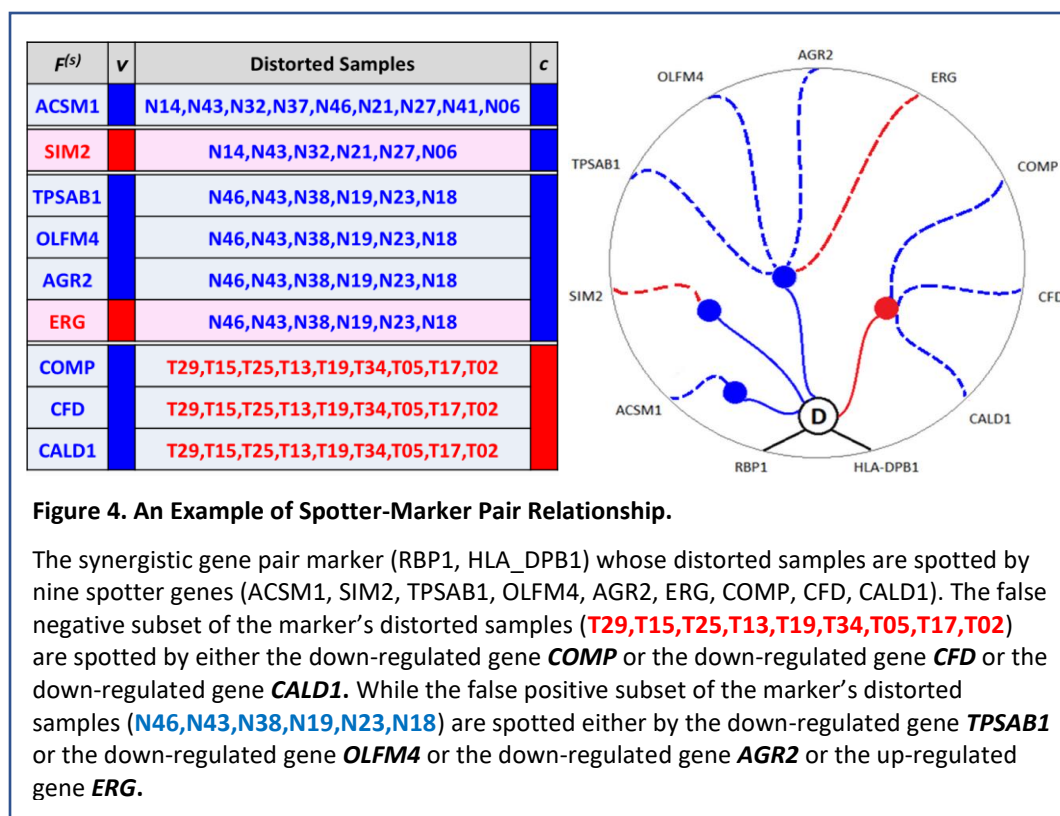 F(s) V Distorted Samples C
ACSM1 N14,N43,N32,N37,N46,N21,N27,N41,N06
SIM2 N14,N43,N32,N21,N27,N06
TPSAB1 N46,N43,N38,N19,N23,N18
OLFM4 N46,N43,N38,N19,N23,N18
AGR2 N46,N43,N38,N19,N23,N18
ERG N46,N43,N38,N19,N23,N18
COMP T29,T15,T25,T13,T19,T34,T05,T17,T02
CFD T29,T15,T25,T13,T19,T34,T05,T17,T02
CALD1 T29,T15,T25,T13,T19,T34,T05,T17,T02
AGR2
OLFM4
ERG
TPSAB1
COMP
SIM2
CFD
ACSM1
CALD1
D
RBP1
HLA-DPB1
Figure 4. An Example of Spotter-Marker Pair Relationship.
The synergistic gene pair marker (RBP1, HLA_DPB1) whose distorted samples are spotted by
nine spotter genes (ACSM1, SIM2, TPSAB1, OLFM4, AGR2, ERG, COMP, CFD, CALD1). The false
negative subset of the marker’s distorted samples (T29,T15,T25,T13,T19,T34,T05,T17,T02)
are spotted by either the down-regulated gene COMP or the down-regulated gene CFD or the
down-regulated gene CALD1. While the false positive subset of the marker’s distorted
samples (N46,N43,N38,N19,N23,N18) are spotted either by the down-regulated gene TPSAB1
or the down-regulated gene OLFM4 or the down-regulated gene AGR2 or the up-regulated
gene ERG.